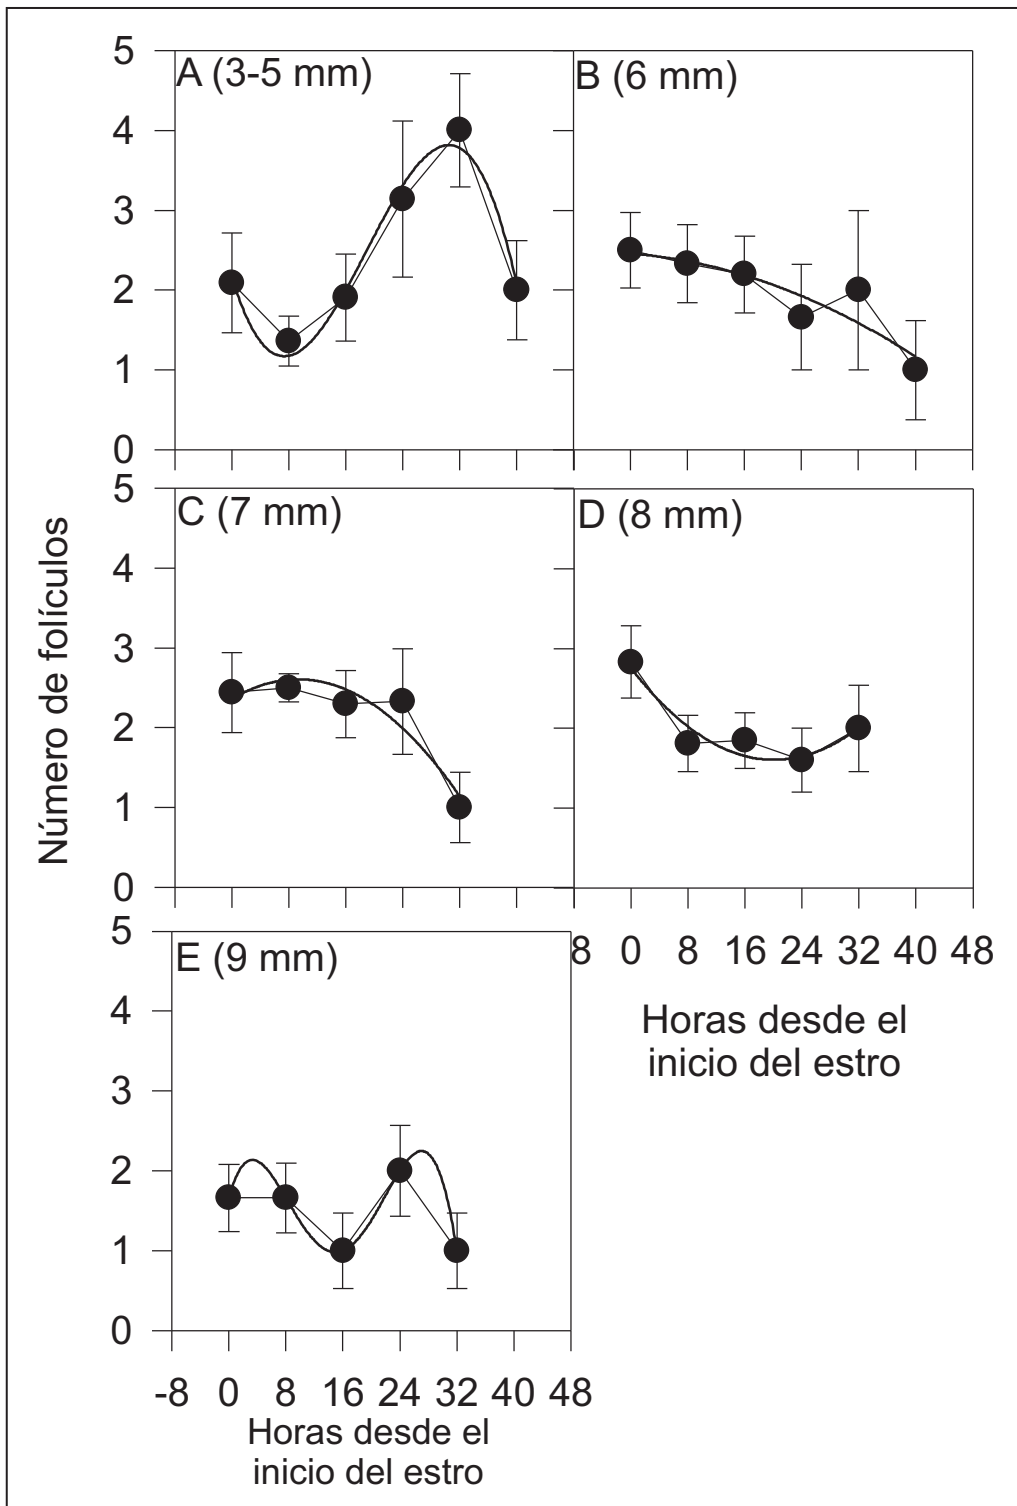 A (3-5 mm)
B (6 mm)
5
4
3
2
1
0
C (7 mm)
D (8 mm)
5
4
3
2
1
0
Número de folículos
E (9 mm)
5
4
3
2
1
0
8 0 8 16 24 32 40 48
Horas desde el
inicio del estro
-8 0 8 16 24 32 40 48
Horas desde el
inicio del estro